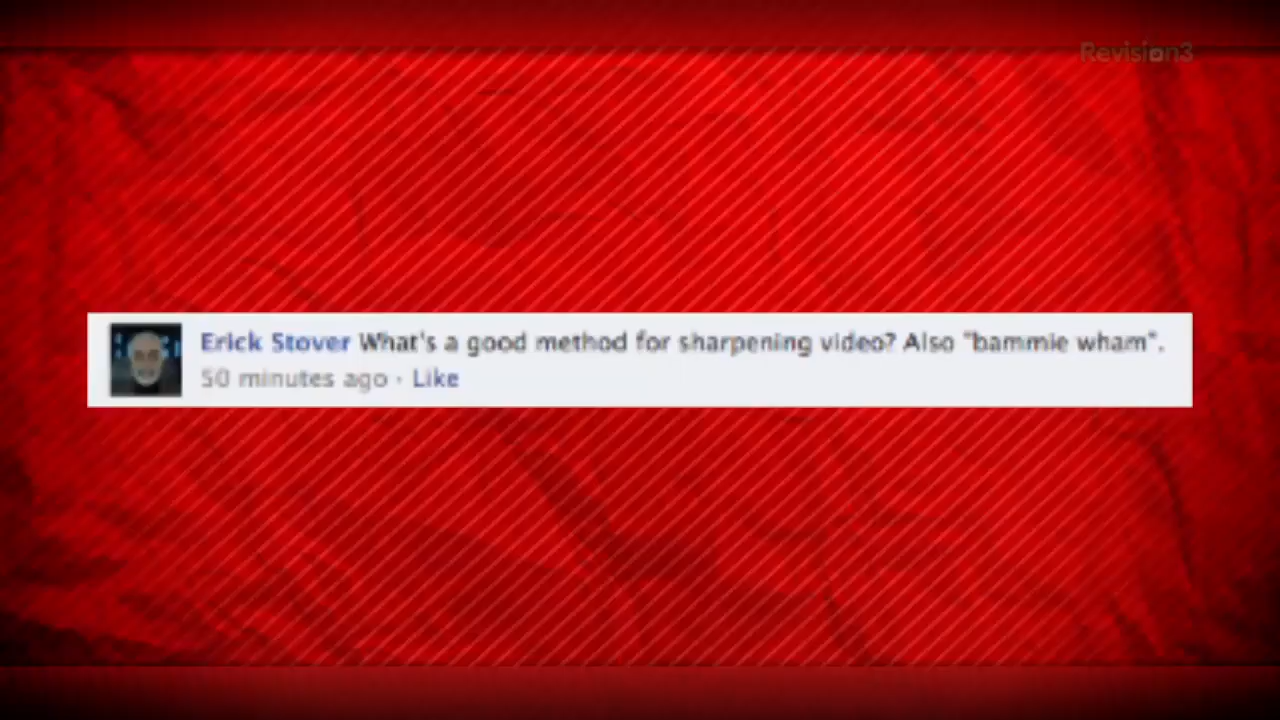 Revision3
Erick Stover What's a good method for sharpening video? Also "bammie wham".
50 minutes ago · Like